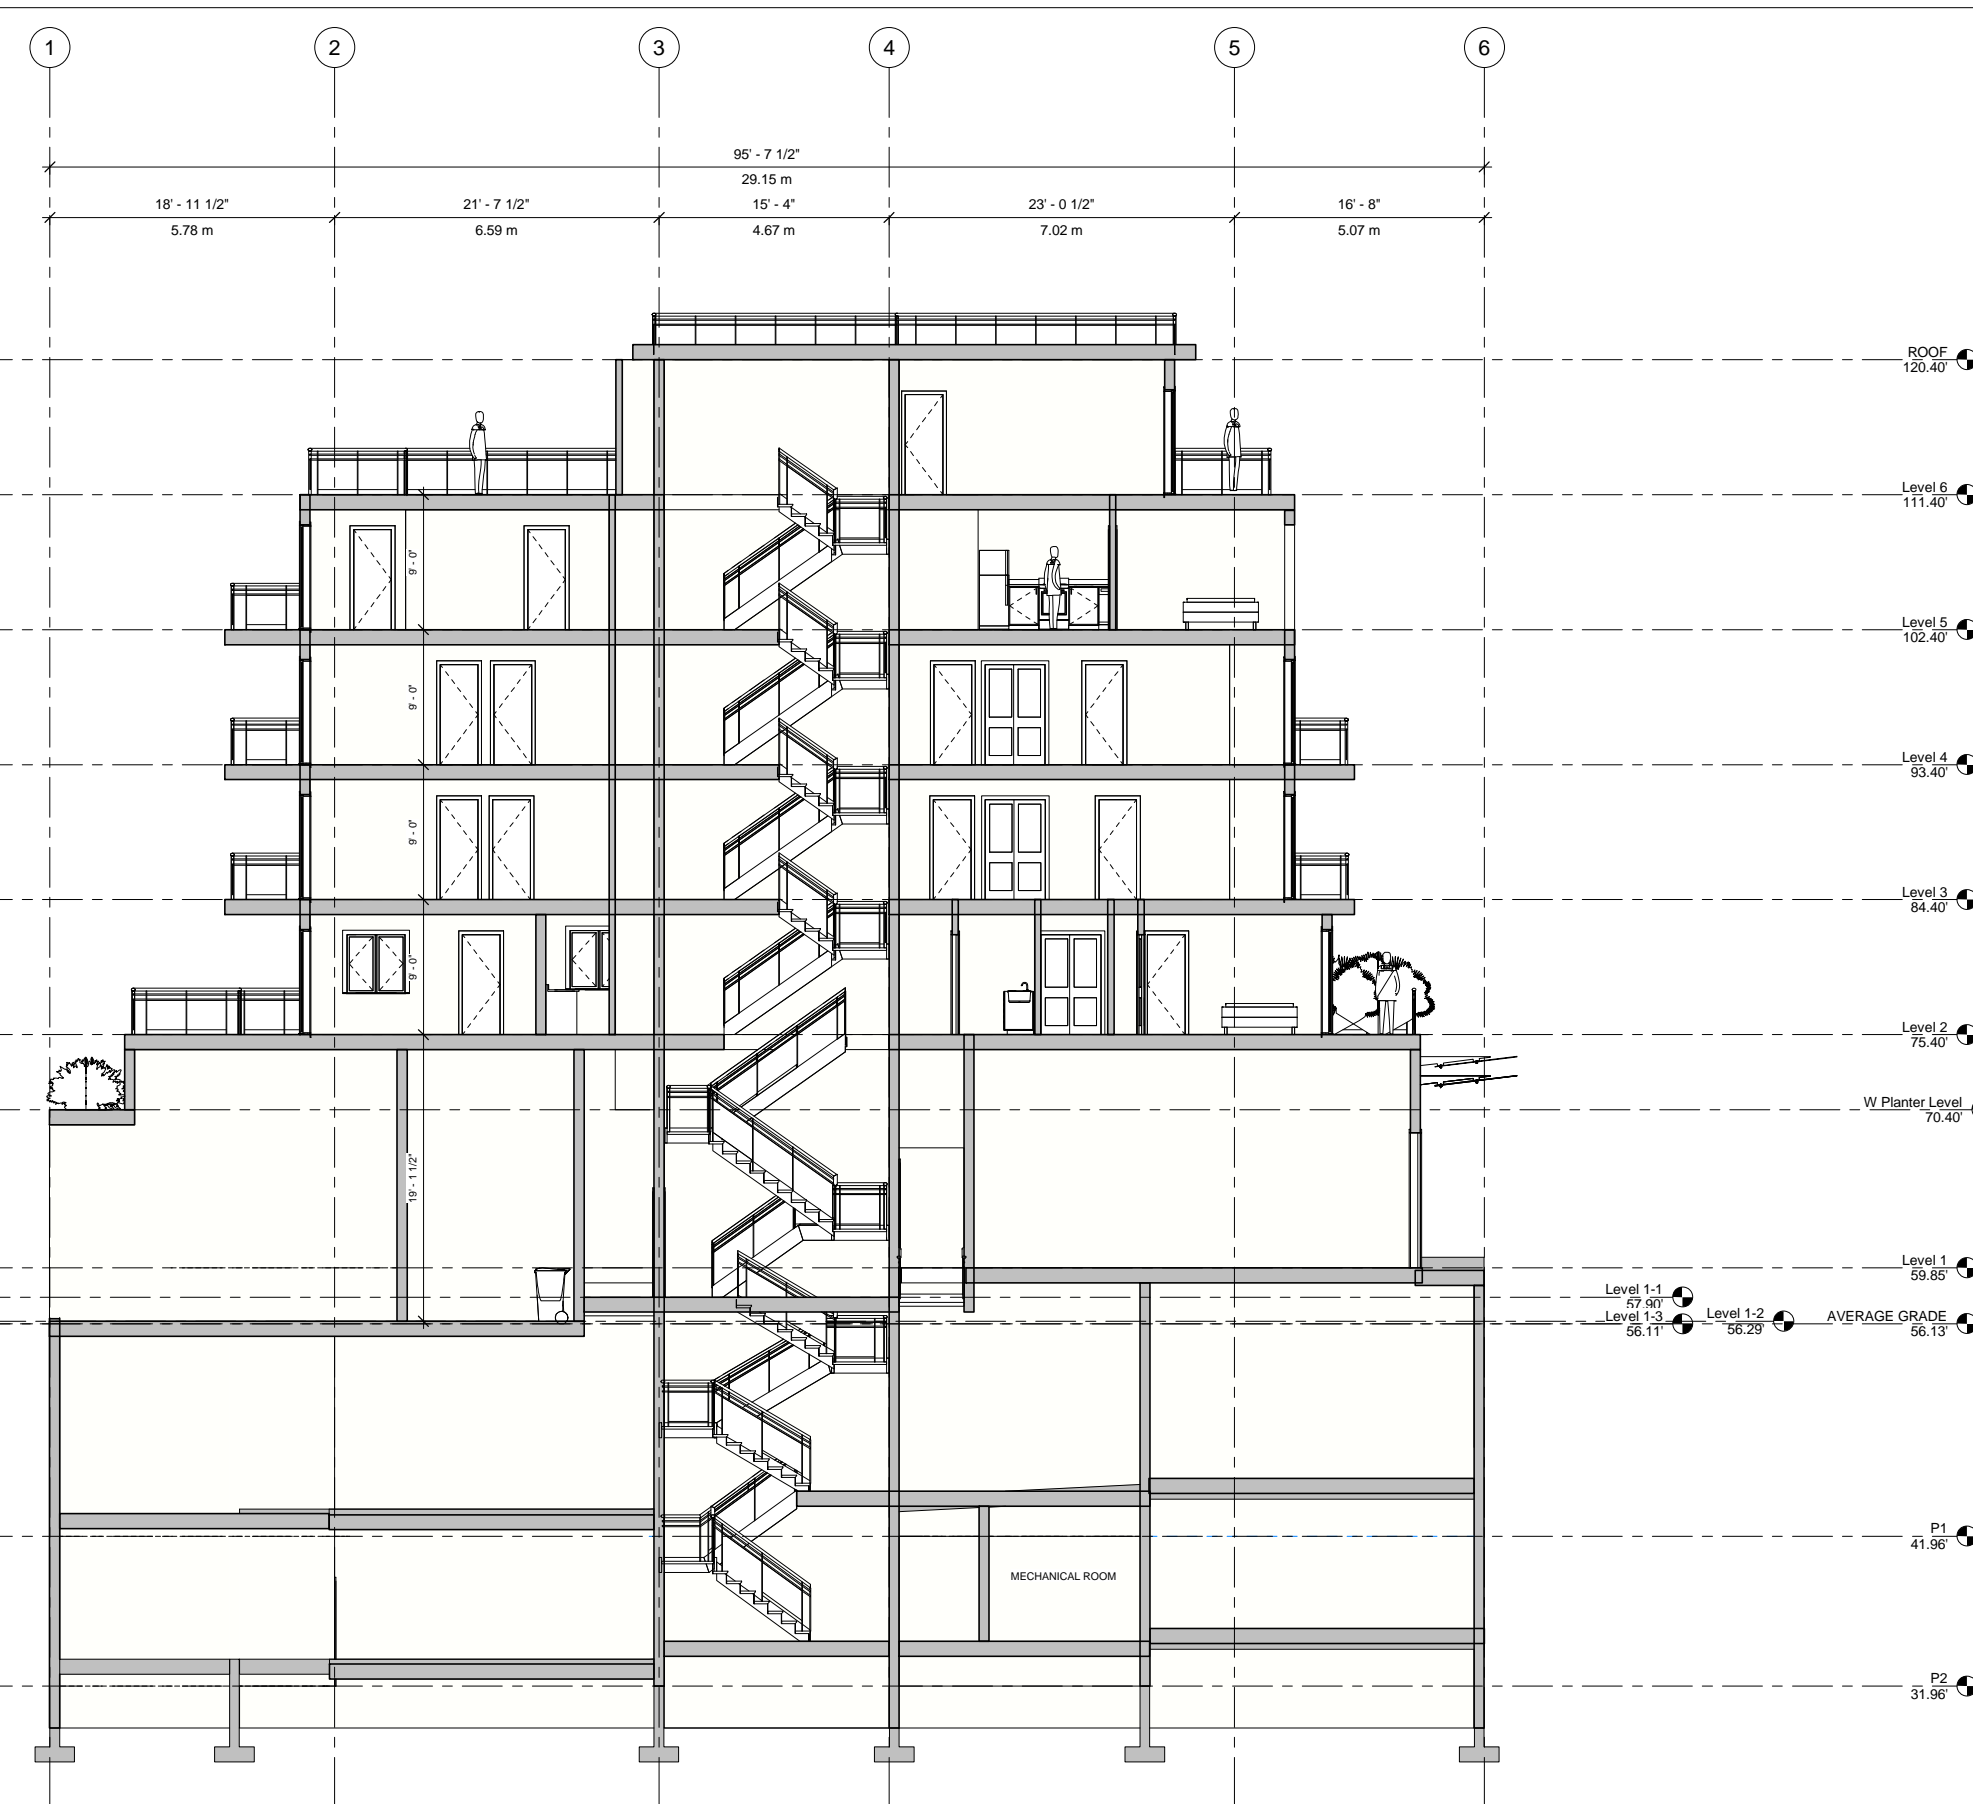 1 2 3 4 5 6
95' - 7 1/2"
29.15 m
18' - 11 1/2" 21' - 7 1/2" 15' - 4" 23' - 0 1/2" 16' - 8"
5.78 m 6.59 m 4.67 m 7.02 m 5.07 m
ROOF
120.40'
Level 6
111.40'
9' - 0"
Level 5
102.40'
9' - 0"
Level 4
93.40'
9' - 0"
Level 3
84.40'
9' - 0"
Level 2
75.40'
W Planter Level
70.40'
19' - 1 1/2"
Level 1
59.85'
Level 1-1
57.90'
Level 1-3 Level 1-2 AVERAGE GRADE
56.11' 56.29' 56.13'
P1
41.96'
MECHANICAL ROOM
P2
31.96'